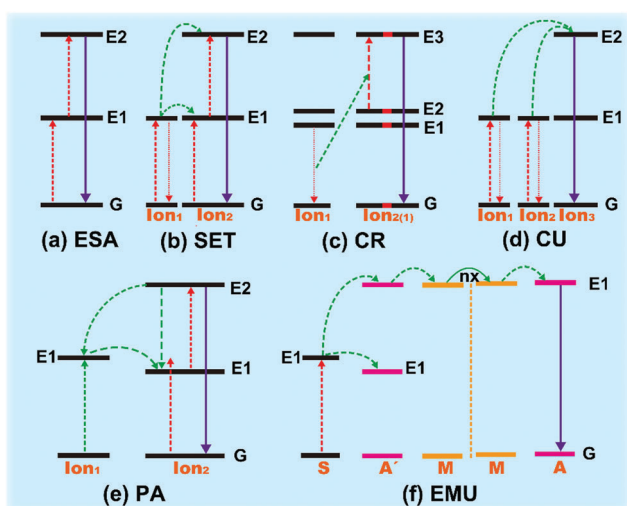 E2
E1
G
Ion1
Ion2
(a) ESA
(b) SET
E3
E2
E1
G
Ion1
Ion2(1)
(c) CR
E2
E1
G
Ion1
Ion2
Ion3
(d) CU
E2
E1
E1
G
Ion1
Ion2
(e) PA
nx
E1
E1
E1
G
S
A´
M
M
A
(f) EMU
E2
E1